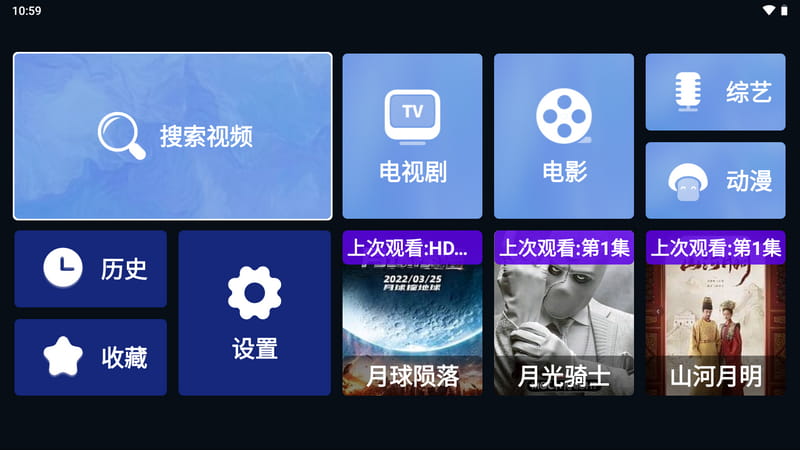 10:59
搜索视频
TV
电视剧
电影
综艺
动漫
历史
收藏
设置
上次观看:HD...
2022/03/25
月球撞地球
月球陨落
上次观看:第1集
月光骑士
上次观看:第1集
山河月明